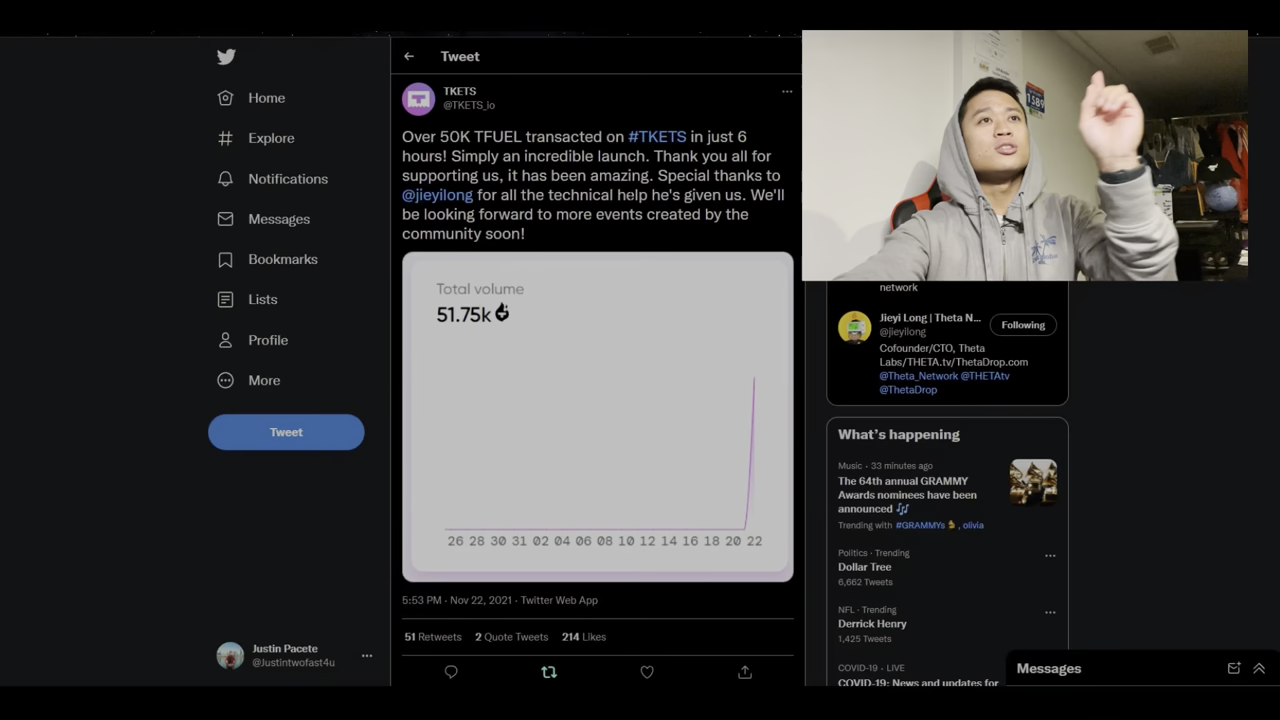 Home
Explore
Notifications
Messages
Bookmarks
Lists
Profile
More
Tweet
Justin Pacete
@Justintwofast4u
Tweet
TKETS
@TKETS_io
Over 50K TFUEL transacted on #TKETS in just 6
hours! Simply an incredible launch. Thank you all for
supporting us, it has been amazing. Special thanks to
@jieyilong for all the technical help he's given us. We'll
be looking forward to more events created by the
community soon!
Total volume
51.75k
26 28 30 31 02 04 06 08 10 12 14 16 18 20 22
5:53 PM · Nov 22, 2021 · Twitter Web App
51 Retweets 2 Quote Tweets 214 Likes
1589
network
Jieyi Long | Theta N...
@jieyilong
Following
Cofounder/CTO, Theta
Labs/THETA.tv/ThetaDrop.com
@Theta_Network @THETAtv
@ThetaDrop
What's happening
Music · 33 minutes ago
The 64th annual GRAMMY
Awards nominees have been
announced
Trending with #GRAMMYs , olivia
Politics · Trending
Dollar Tree
6,662 Tweets
NFL · Trending
Derrick Henry
1,425 Tweets
COVID-19 · LIVE
COVID-19: News and updates for
Messages